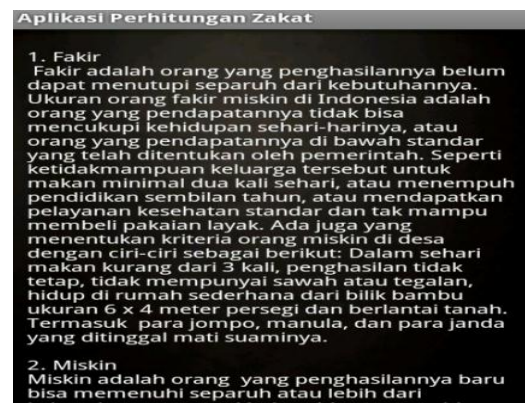 Aplikasi Perhitungan Zakat
1. Fakir
Fakir adalah orang yang penghasilannya belum
dapat menutupi separuh dari kebutuhannya.
Ukuran orang fakir miskin di Indonesia adalah
orang yang pendapatannya tidak bisa
mencukupi kehidupan sehari-harinya, atau
orang yang pendapatannya di bawah standar
yang telah ditentukan oleh pemerintah. Seperti
ketidakmampuan keluarga tersebut untuk
makan minimal dua kali sehari, atau menempuh
pendidikan sembilan tahun, atau mendapatkan
pelayanan kesehatan standar dan tak mampu
membeli pakaian layak. Ada juga yang
menentukan kriteria orang miskin di desa
dengan ciri-ciri sebagai berikut: Dalam sehari
makan kurang dari 3 kali, penghasilan tidak
tetap, tidak mempunyai sawah atau tegalan,
hidup di rumah sederhana dari bilik bambu
ukuran 6 x 4 meter persegi dan berlantai tanah.
Termasuk para jompo, manula, dan para janda
yang ditinggal mati suaminya.
2. Miskin
Miskin adalah orang yang penghasilannya baru
bisa memenuhi separuh atau lebih dari